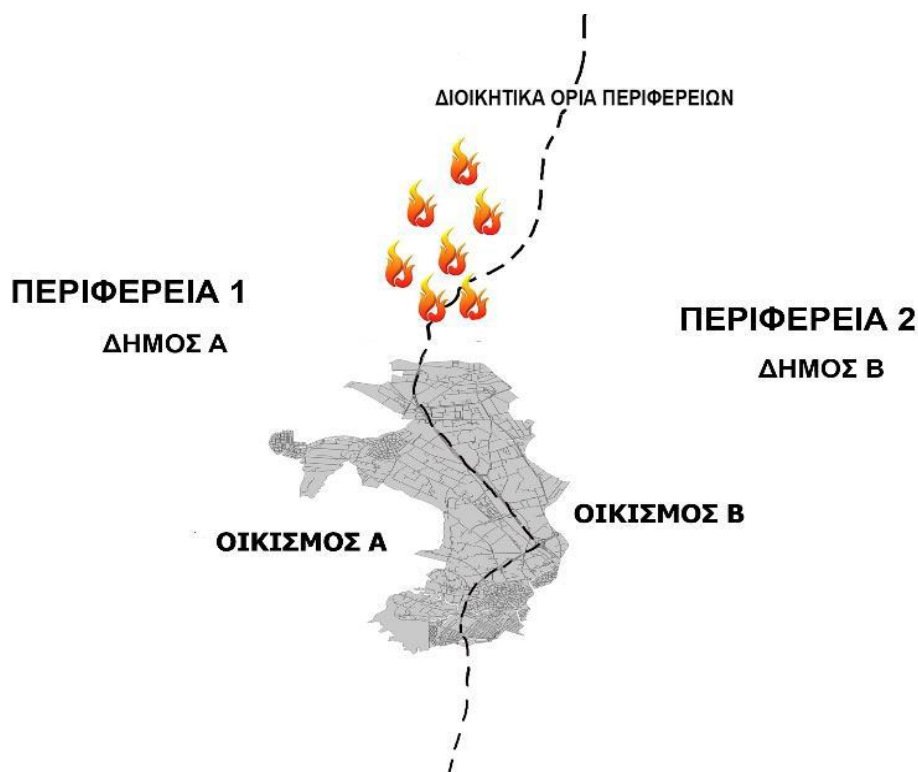 ΔΙΟΙΚΗΤΙΚΑ ΟΡΙΑ ΠΕΡΙΦΕΡΕΙΩΝ
ΠΕΡΙΦΕΡΕΙΑ 1
ΔΗΜΟΣ Α
ΠΕΡΙΦΕΡΕΙΑ 2
ΔΗΜΟΣ Β
ΟΙΚΙΣΜΟΣ Α
ΟΙΚΙΣΜΟΣ Β